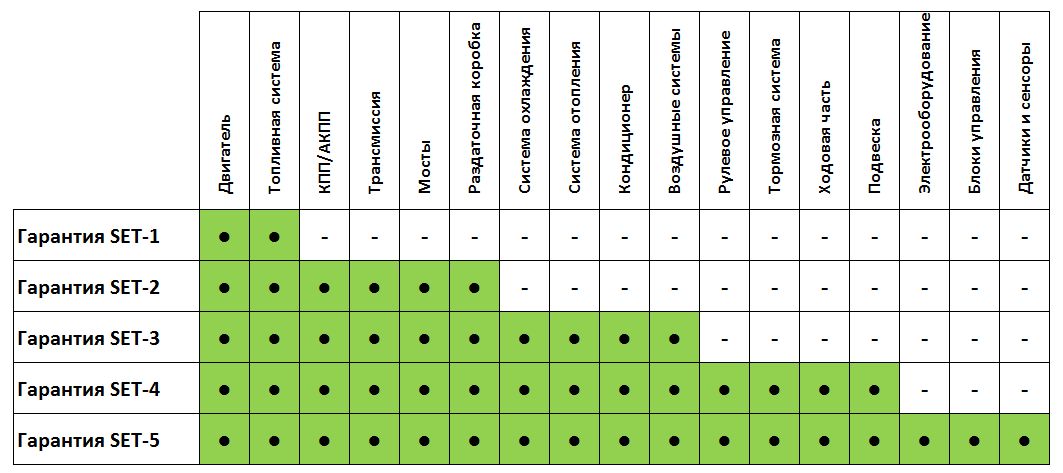 Двигатель
Топливная система
КПП/АКПП
Трансмиссия
Мосты
Раздаточная коробка
Система охлаждения
Система отопления
Кондиционер
Воздушные системы
Рулевое управление
Тормозная система
Ходовая часть
Подвеска
Электрооборудование
Блоки управления
Датчики и сенсоры
Гарантия SET-1 ● ● - - - - - - - - - - - - - - -
Гарантия SET-2 ● ● ● ● ● ● - - - - - - - - - - -
Гарантия SET-3 ● ● ● ● ● ● ● ● ● ● - - - - - - -
Гарантия SET-4 ● ● ● ● ● ● ● ● ● ● ● ● ● ● - - -
Гарантия SET-5 ● ● ● ● ● ● ● ● ● ● ● ● ● ● ● ● ●